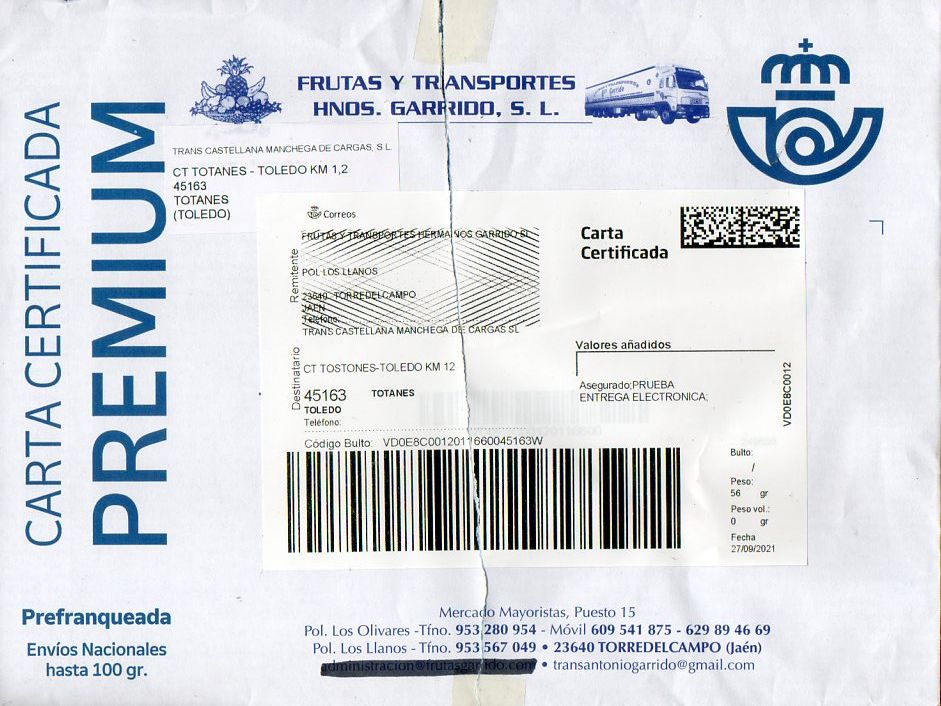 FRUTAS Y TRANSPORTES
HNOS. GARRIDO, S. L.
CARTA CERTIFICADA
PREMIUM
TRANS CASTELLANA MANCHEGA DE CARGAS, S.L.
CT TOTANES - TOLEDO KM 1,2
45163
TOTANES
(TOLEDO)
Correos
Remitente
FRUTAS Y TRANSPORTES HERMANOS GARRIDO SL
POL LOS LLANOS
23640 TORREDELCAMPO
JAEN
Teléfono:
Carta
Certificada
Destinatario
TRANS CASTELLANA MANCHEGA DE CARGAS SL
CT TOSTONES-TOLEDO KM 12
45163 TOTANES
TOLEDO
Teléfono:
Valores añadidos
Asegurado;PRUEBA
ENTREGA ELECTRONICA;
VD0E8C0012
Código Bulto: VD0E8C0012011660045163W
Bulto:
/
Peso:
56 gr
Peso vol.:
0 gr
Fecha
27/09/2021
Prefranqueada
Envíos Nacionales
hasta 100 gr.
Mercado Mayoristas, Puesto 15
Pol. Los Olivares -Tfno. 953 280 954 - Móvil 609 541 875 - 629 89 46 69
Pol. Los Llanos - Tfno. 953 567 049 • 23640 TORREDELCAMPO (Jaén)
administracion@frutasgarrido.com • transantoniogarrido@gmail.com